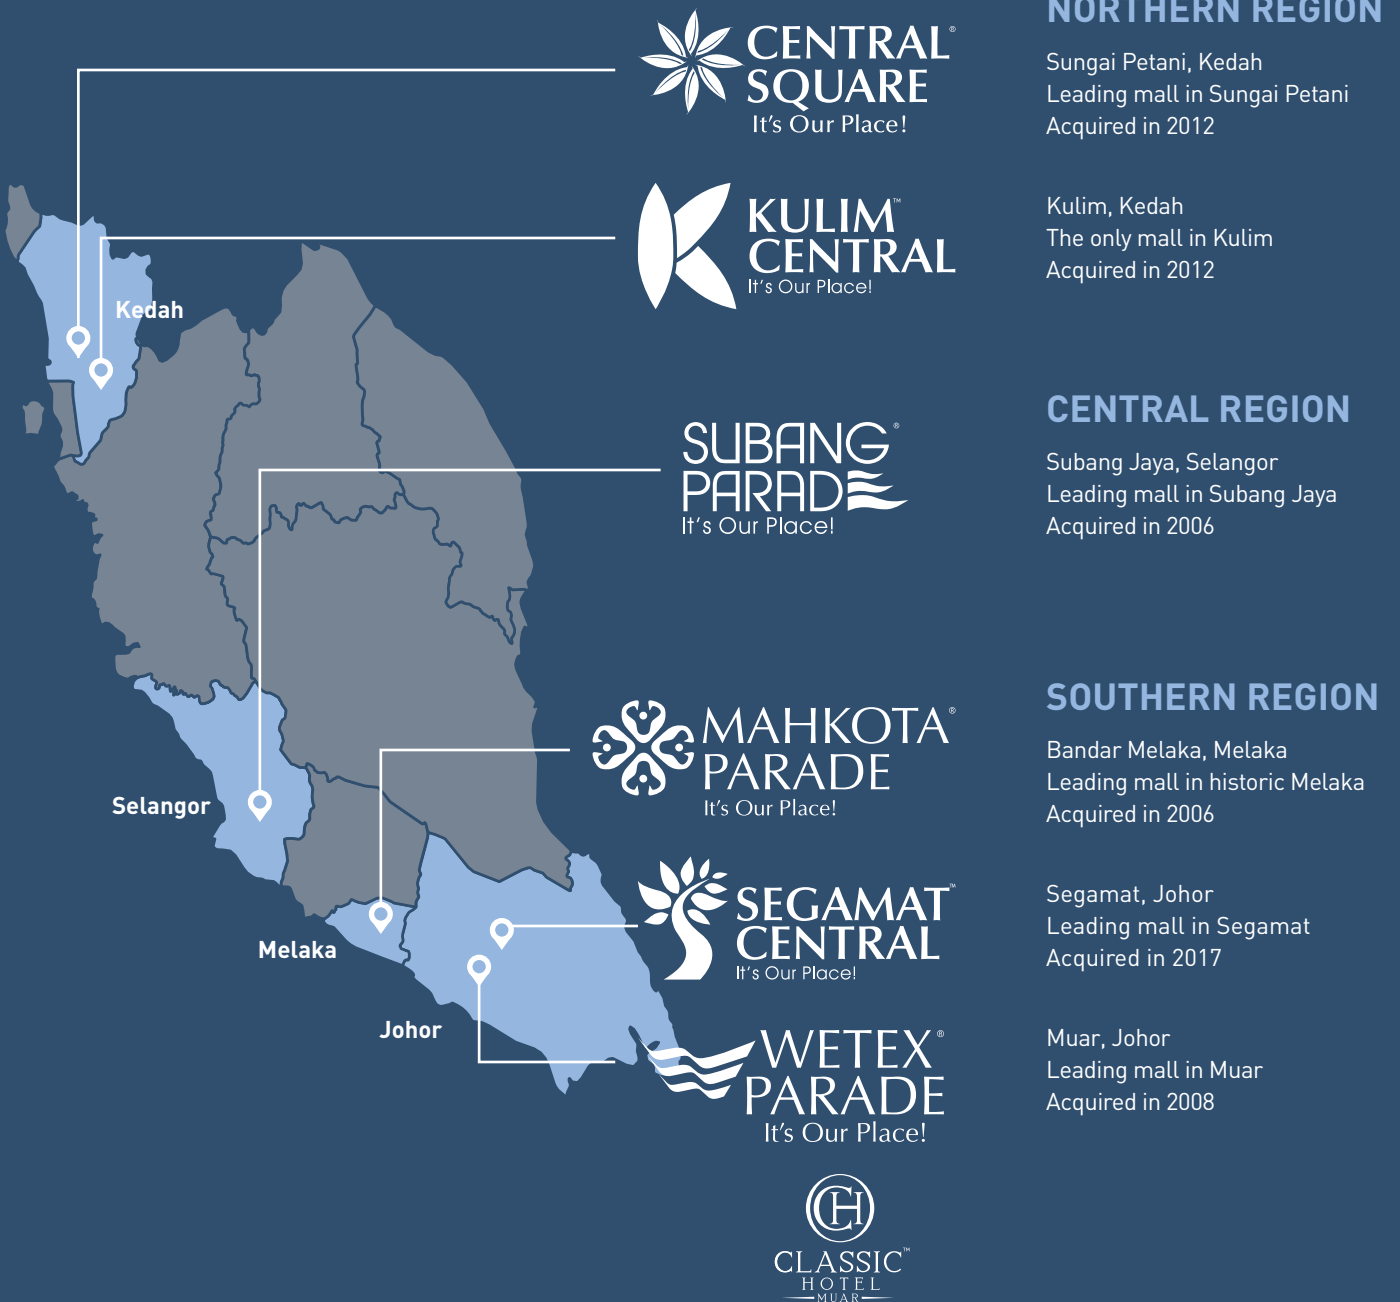 NORTHERN REGION
CENTRAL®
SQUARE
It's Our Place!
Sungai Petani, Kedah
Leading mall in Sungai Petani
Acquired in 2012
KULIM™
CENTRAL
It's Our Place!
Kulim, Kedah
The only mall in Kulim
Acquired in 2012
Kedah
CENTRAL REGION
SUBANG®
PARADE
It's Our Place!
Subang Jaya, Selangor
Leading mall in Subang Jaya
Acquired in 2006
SOUTHERN REGION
MAHKOTA®
PARADE
It's Our Place!
Bandar Melaka, Melaka
Leading mall in historic Melaka
Acquired in 2006
Selangor
SEGAMAT™
CENTRAL
It's Our Place!
Segamat, Johor
Leading mall in Segamat
Acquired in 2017
Melaka
Johor
WETEX®
PARADE
It's Our Place!
Muar, Johor
Leading mall in Muar
Acquired in 2008
CH
CLASSIC™
HOTEL
MUAR